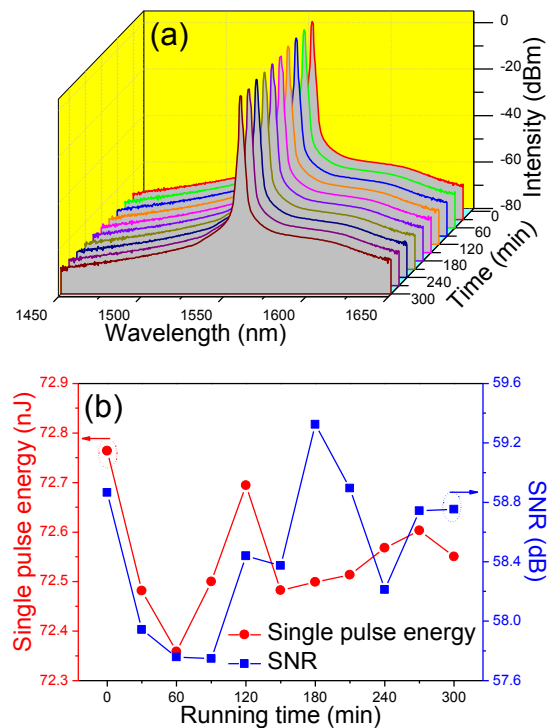 (a)
0
-20
-40
-60
-80
Intensity (dBm)
0
60
120
180
240
300
Time (min)
1450
1500
1550
1600
1650
Wavelength (nm)
(b)
72.9
72.8
72.7
72.6
72.5
72.4
72.3
Single pulse energy (nJ)
59.6
59.2
58.8
58.4
58.0
57.6
SNR (dB)
Single pulse energy
SNR
0 60 120 180 240 300
Running time (min)